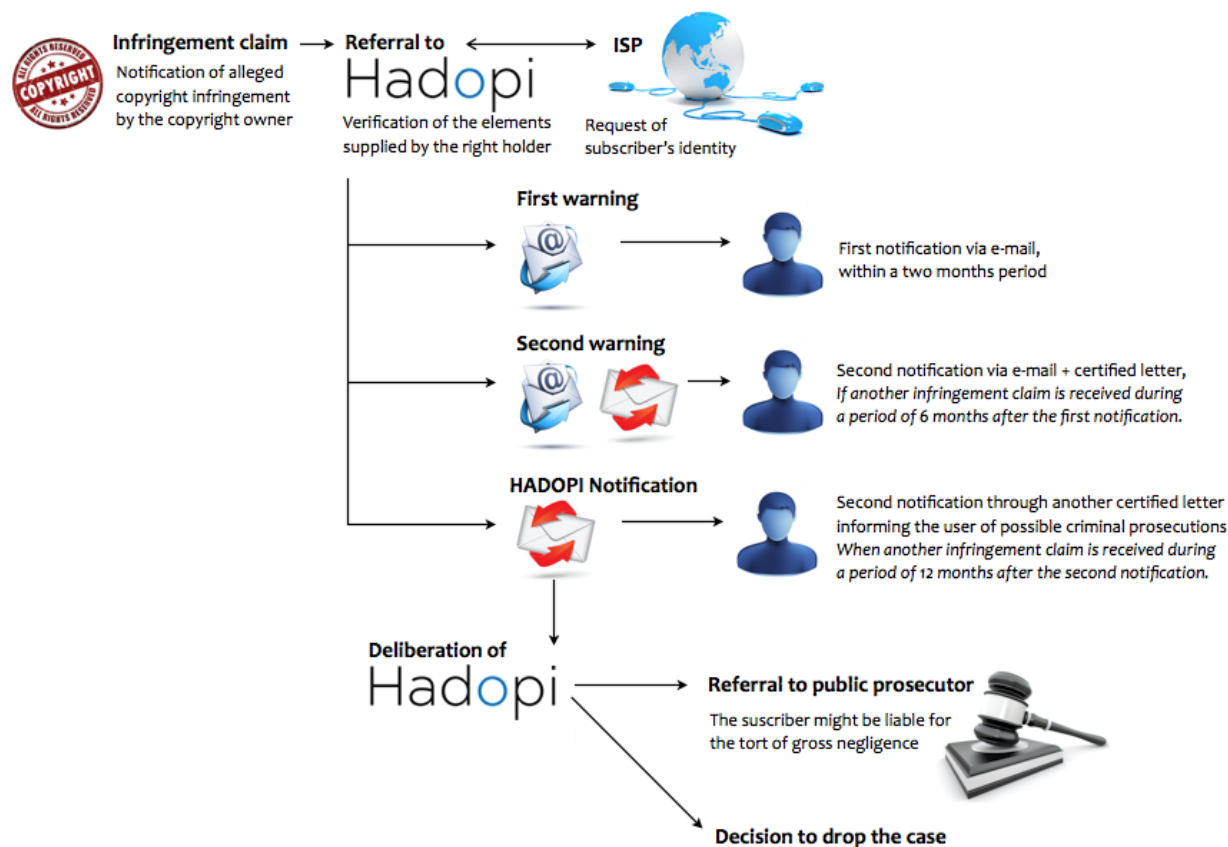 ALL RIGHTS RESERVED
COPYRIGHT
ALL RIGHTS RESERVED
Infringement claim
Notification of alleged
copyright infringement
by the copyright owner
Referral to
Hadopi
Verification of the elements
supplied by the right holder
ISP
Request of
subscriber's identity
First warning
@
First notification via e-mail,
within a two months period
Second warning
@
Second notification via e-mail + certified letter,
If another infringement claim is received during
a period of 6 months after the first notification.
HADOPI Notification
Second notification through another certified letter
informing the user of possible criminal prosecutions
When another infringement claim is received during
a period of 12 months after the second notification.
Deliberation of
Hadopi
Referral to public prosecutor
The suscriber might be liable for
the tort of gross negligence
Decision to drop the case